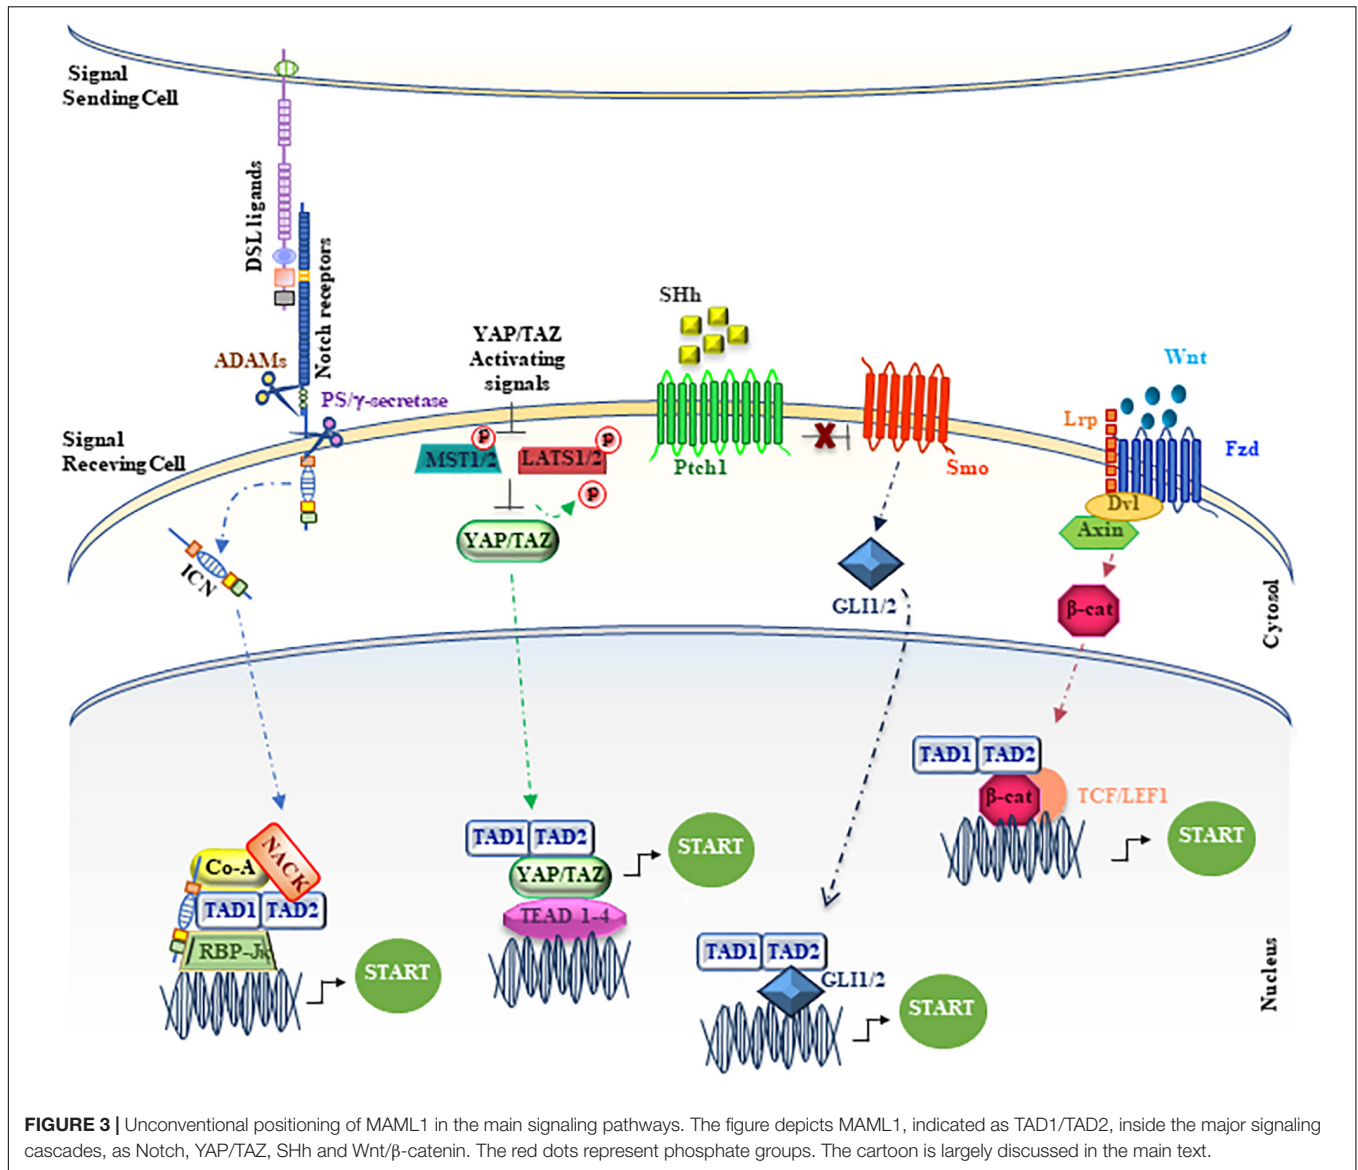 Signal
Sending Cell
DSL ligands
Notch receptors
ADAMs
PS/γ-secretase
Signal
Receving Cell
ICN
YAP/TAZ
Activating
signals
p
p
MST1/2
LATS1/2
p
YAP/TAZ
SHh
Ptch1
X
Smo
GLI1/2
Wnt
Lrp
Fzd
Dvl
Axin
β-cat
Cytosol
NACK
Co-A
TAD1
TAD2
RBP-Jκ
START
TAD1
TAD2
YAP/TAZ
TEAD 1-4
START
TAD1
TAD2
GLI1/2
START
TAD1
TAD2
β-cat
TCF/LEF1
START
Nucleus
FIGURE 3 | Unconventional positioning of MAML1 in the main signaling pathways. The figure depicts MAML1, indicated as TAD1/TAD2, inside the major signaling
cascades, as Notch, YAP/TAZ, SHh and Wnt/β-catenin. The red dots represent phosphate groups. The cartoon is largely discussed in the main text.